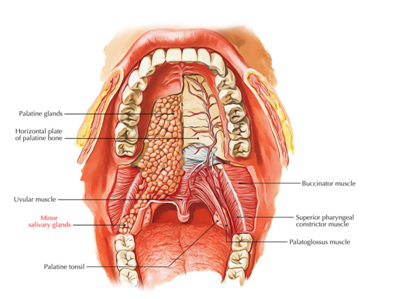 Palatine glands
Horizontal plate
of palatine bone
Uvular muscle
Minor
salivary glands
Palatine tonsil
Buccinator muscle
Superior pharyngeal
constrictor muscle
Palatoglossus muscle